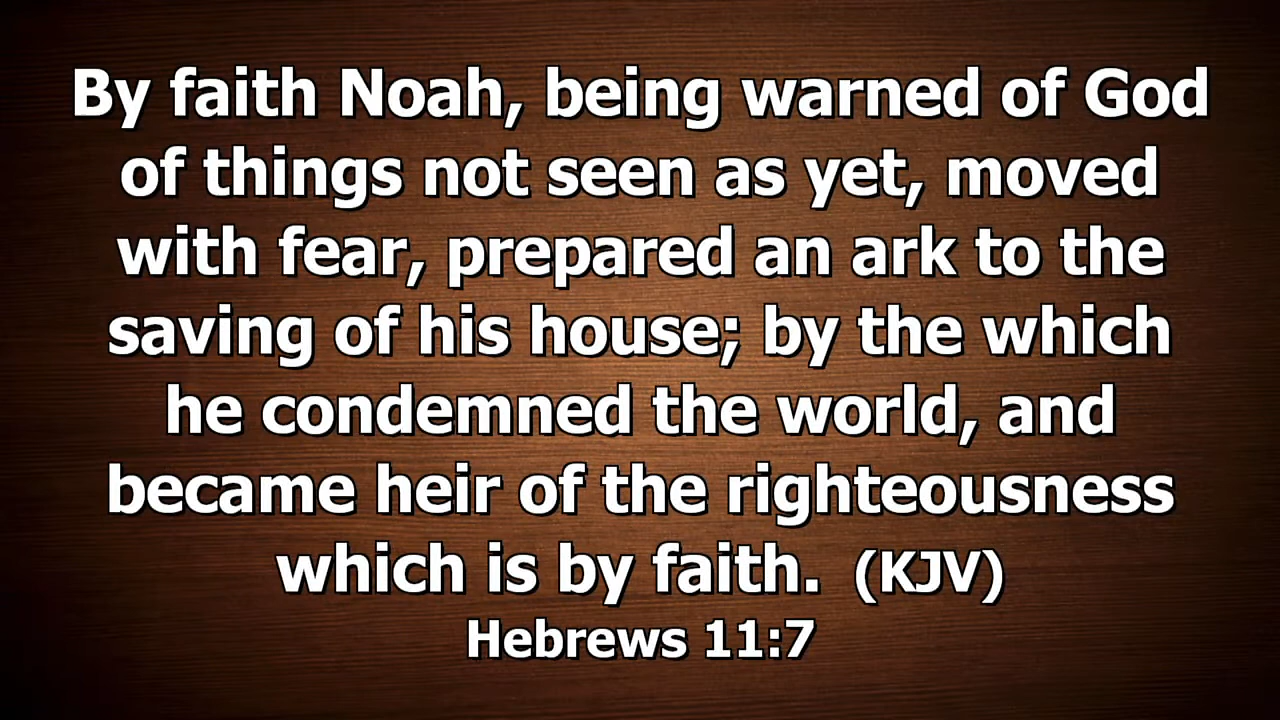 By faith Noah, being warned of God
of things not seen as yet, moved
with fear, prepared an ark to the
saving of his house; by the which
he condemned the world, and
became heir of the righteousness
which is by faith.  (KJV)
Hebrews 11:7